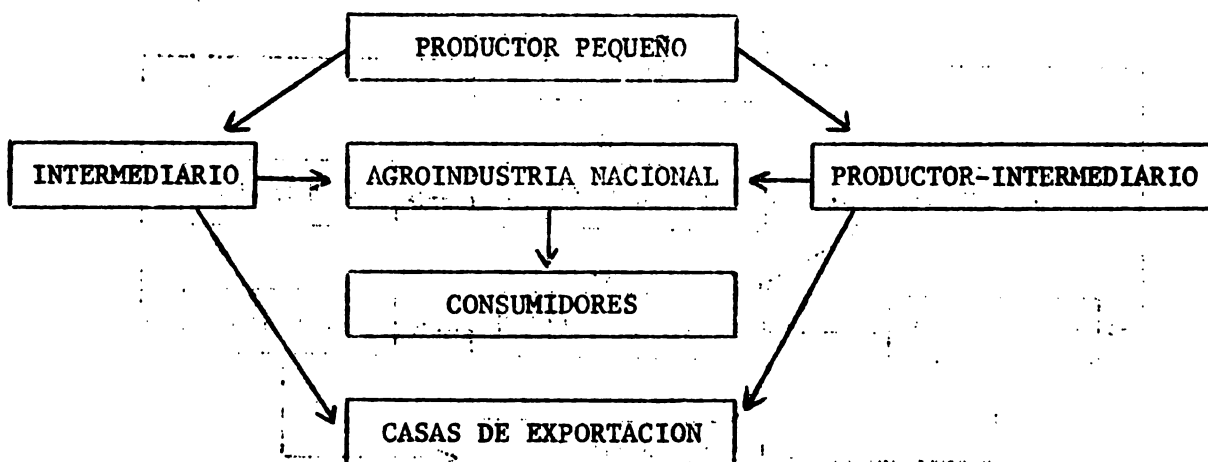 PRODUCTOR PEQUEÑO
INTERMEDIARIO
AGROINDUSTRIA NACIONAL
PRODUCTOR-INTERMEDIARIO
CONSUMIDORES
CASAS DE EXPORTACION